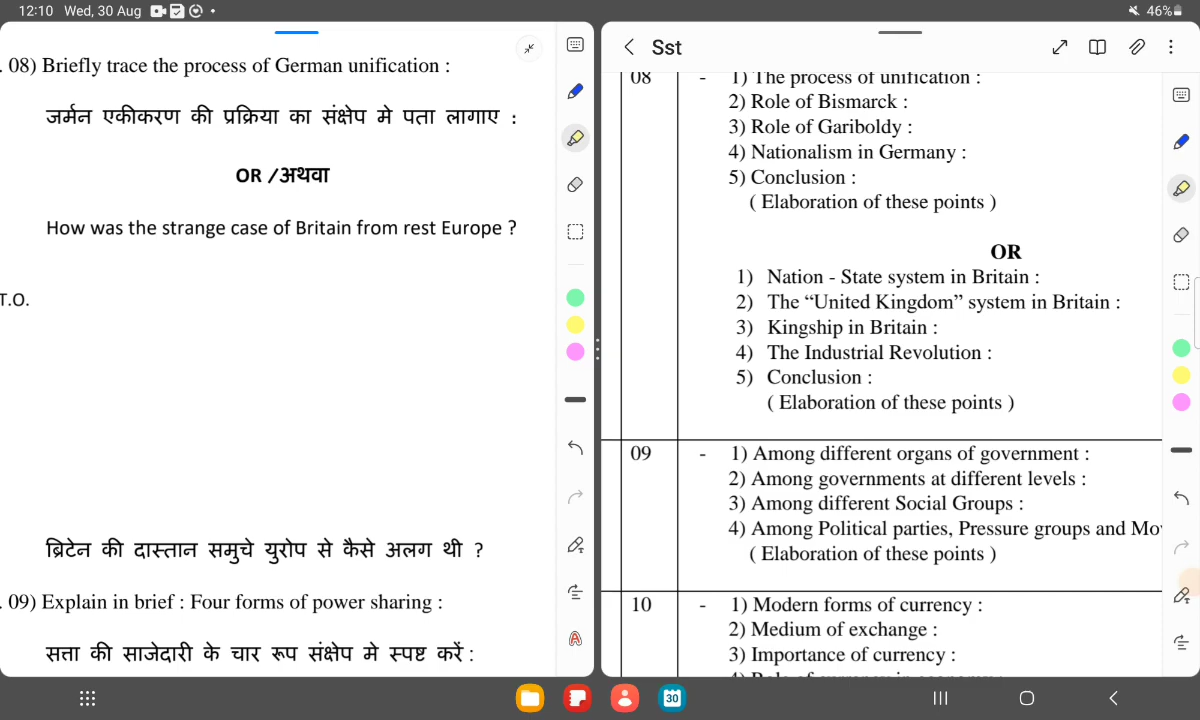 12:10 Wed, 30 Aug
46%
08) Briefly trace the process of German unification :
जर्मन एकीकरण की प्रक्रिया का संक्षेप मे पता लागाए :
OR /अथवा
How was the strange case of Britain from rest Europe ?
T.O.
ब्रिटेन की दास्तान समुचे युरोप से कैसे अलग थी ?
. 09) Explain in brief : Four forms of power sharing :
सत्ता की साजेदारी के चार रूप संक्षेप मे स्पष्ट करें :
Sst
08 - 1) The process of unification :
2) Role of Bismarck :
3) Role of Gariboldy :
4) Nationalism in Germany :
5) Conclusion :
( Elaboration of these points )
OR
1) Nation - State system in Britain :
2) The “United Kingdom” system in Britain :
3) Kingship in Britain :
4) The Industrial Revolution :
5) Conclusion :
( Elaboration of these points )
09 - 1) Among different organs of government :
2) Among governments at different levels :
3) Among different Social Groups :
4) Among Political parties, Pressure groups and Mo
( Elaboration of these points )
10 - 1) Modern forms of currency :
2) Medium of exchange :
3) Importance of currency :
30